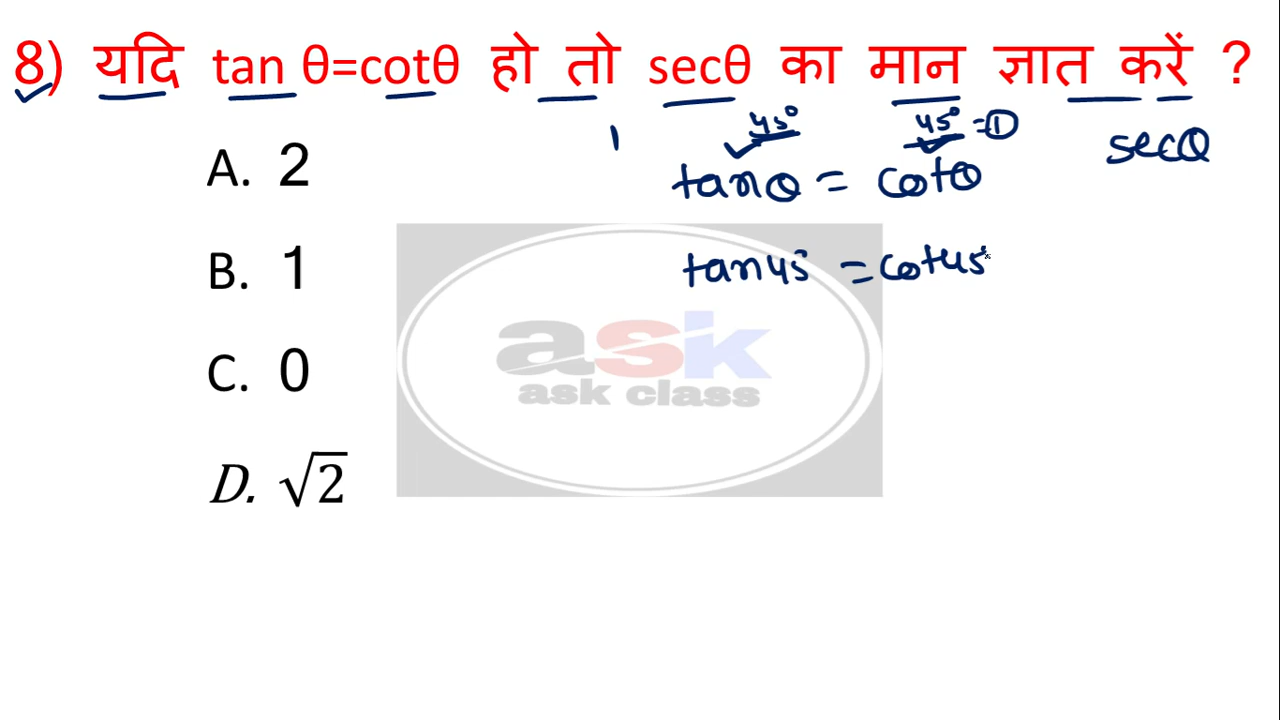 8) यदि tan θ=cotθ हो तो secθ का मान ज्ञात करें ?
45° 45° =1
1 tanθ = cotθ secθ
A. 2
B. 1
tan45 = cot45°
C. 0
ask
ask class
D. √2